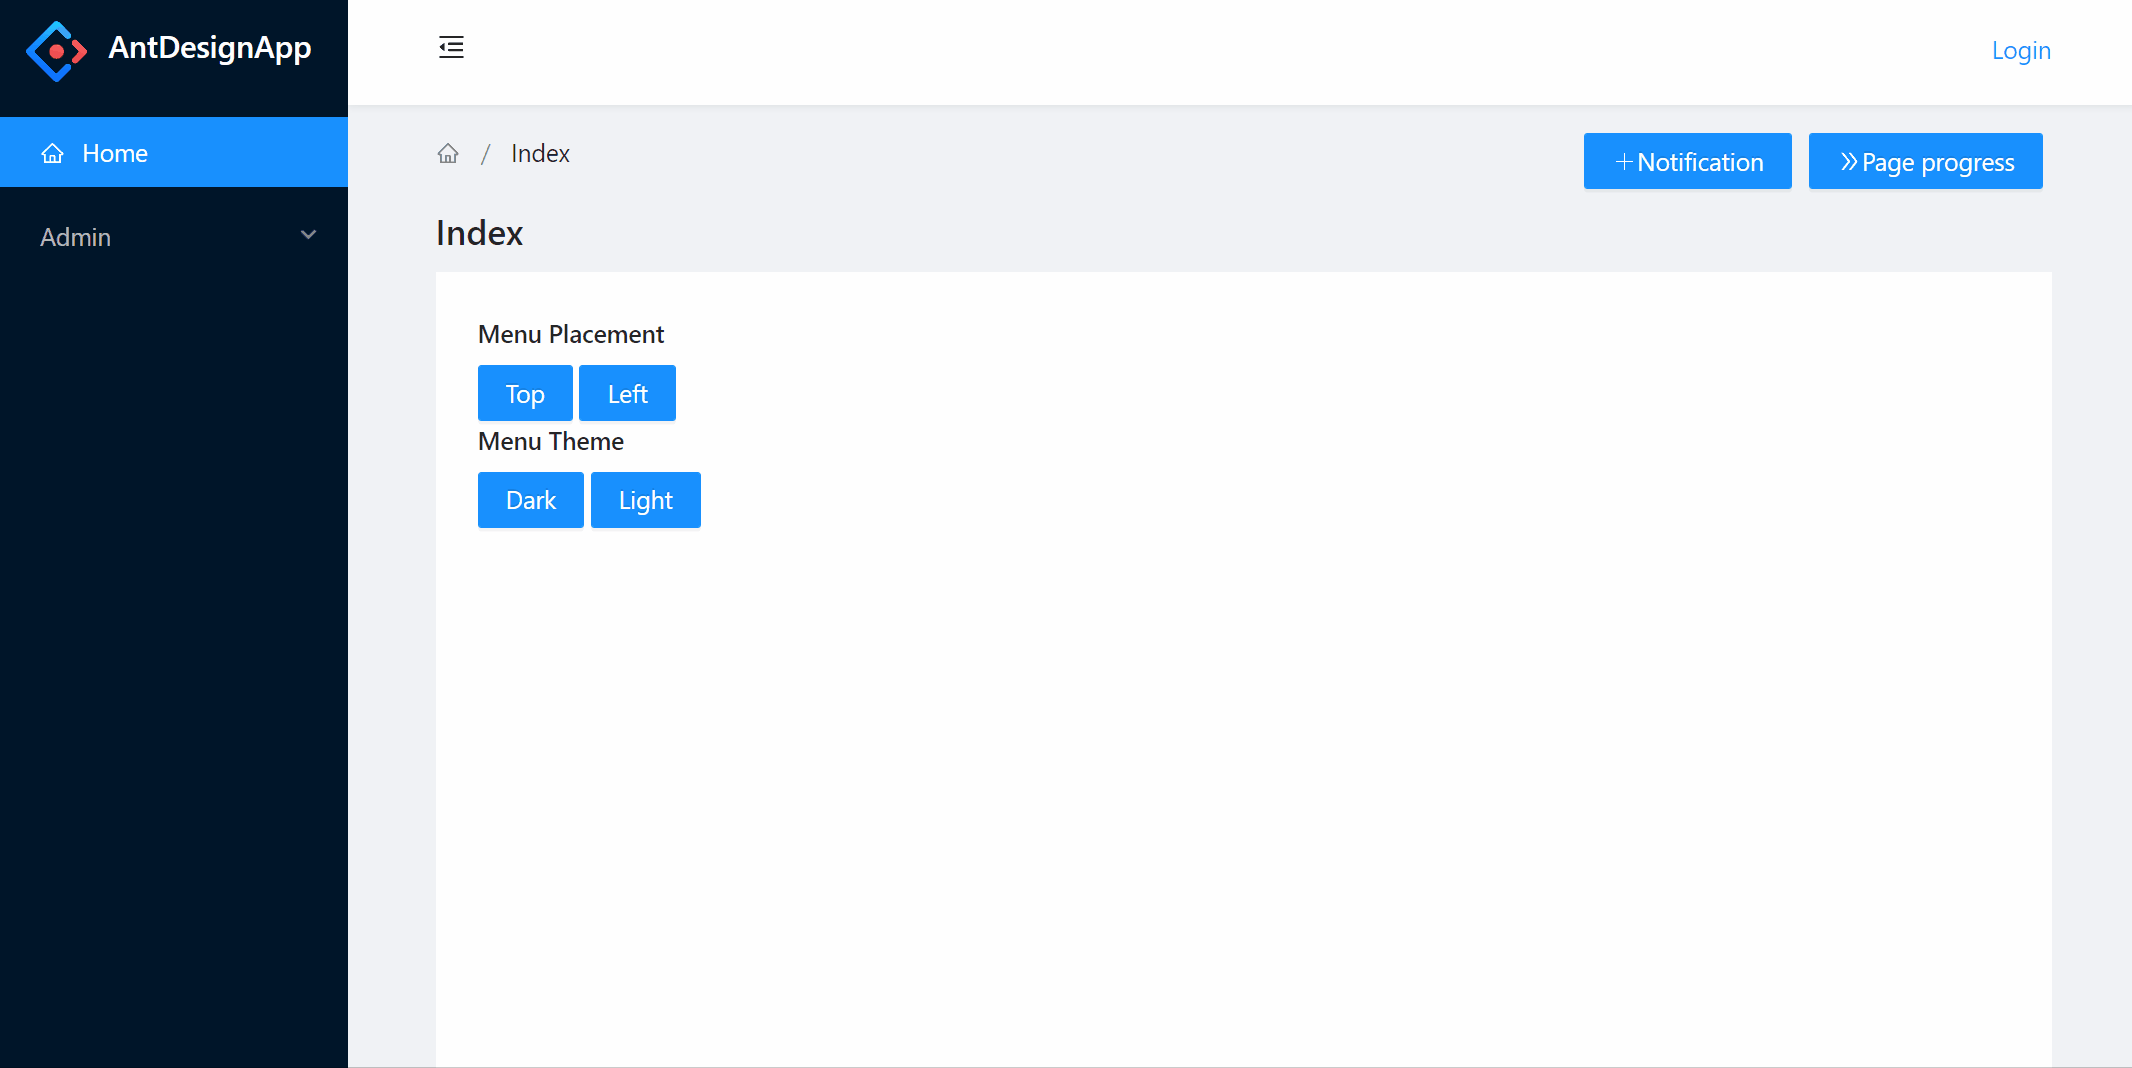 AntDesignApp
Login
Home
Admin
/ Index
Notification
Page progress
Index
Menu Placement
Top Left
Menu Theme
Dark Light